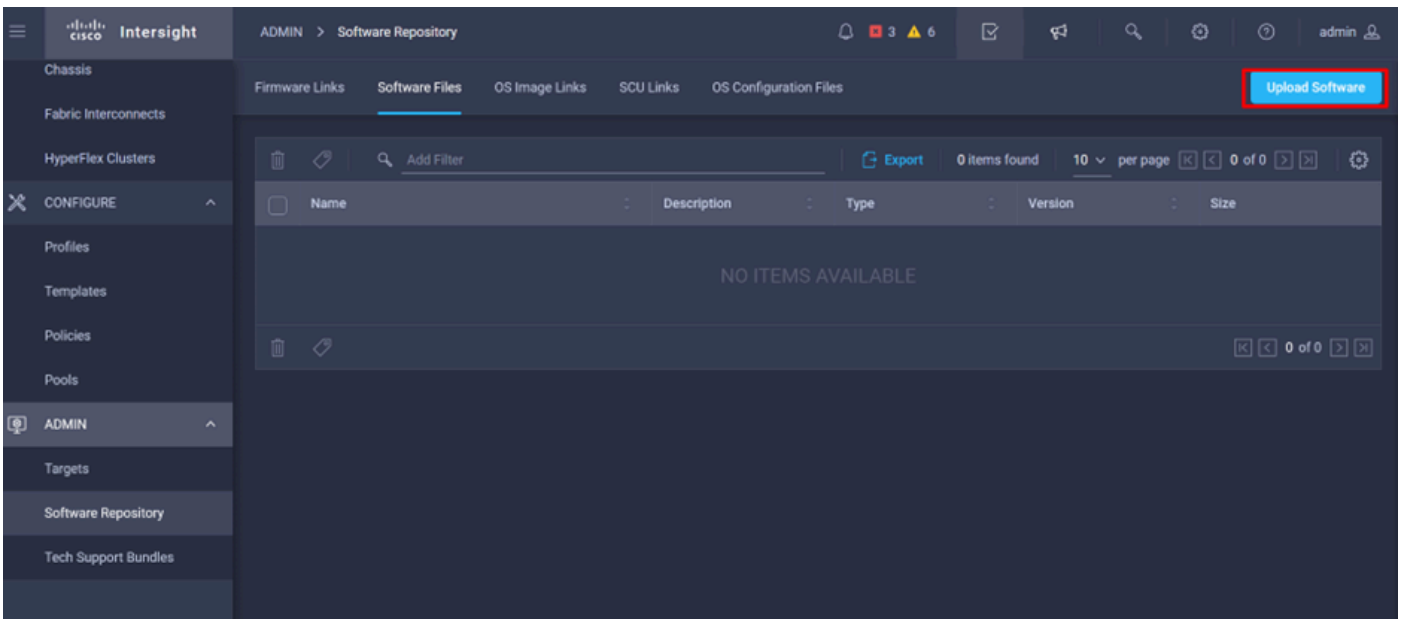 cisco Intersight
ADMIN > Software Repository
3 6
admin
Chassis
Fabric Interconnects
HyperFlex Clusters
CONFIGURE
Profiles
Templates
Policies
Pools
ADMIN
Targets
Software Repository
Tech Support Bundles
Firmware Links Software Files OS Image Links SCU Links OS Configuration Files
Upload Software
Add Filter Export 0 items found 10 per page 0 of 0
Name Description Type Version Size
NO ITEMS AVAILABLE
0 of 0